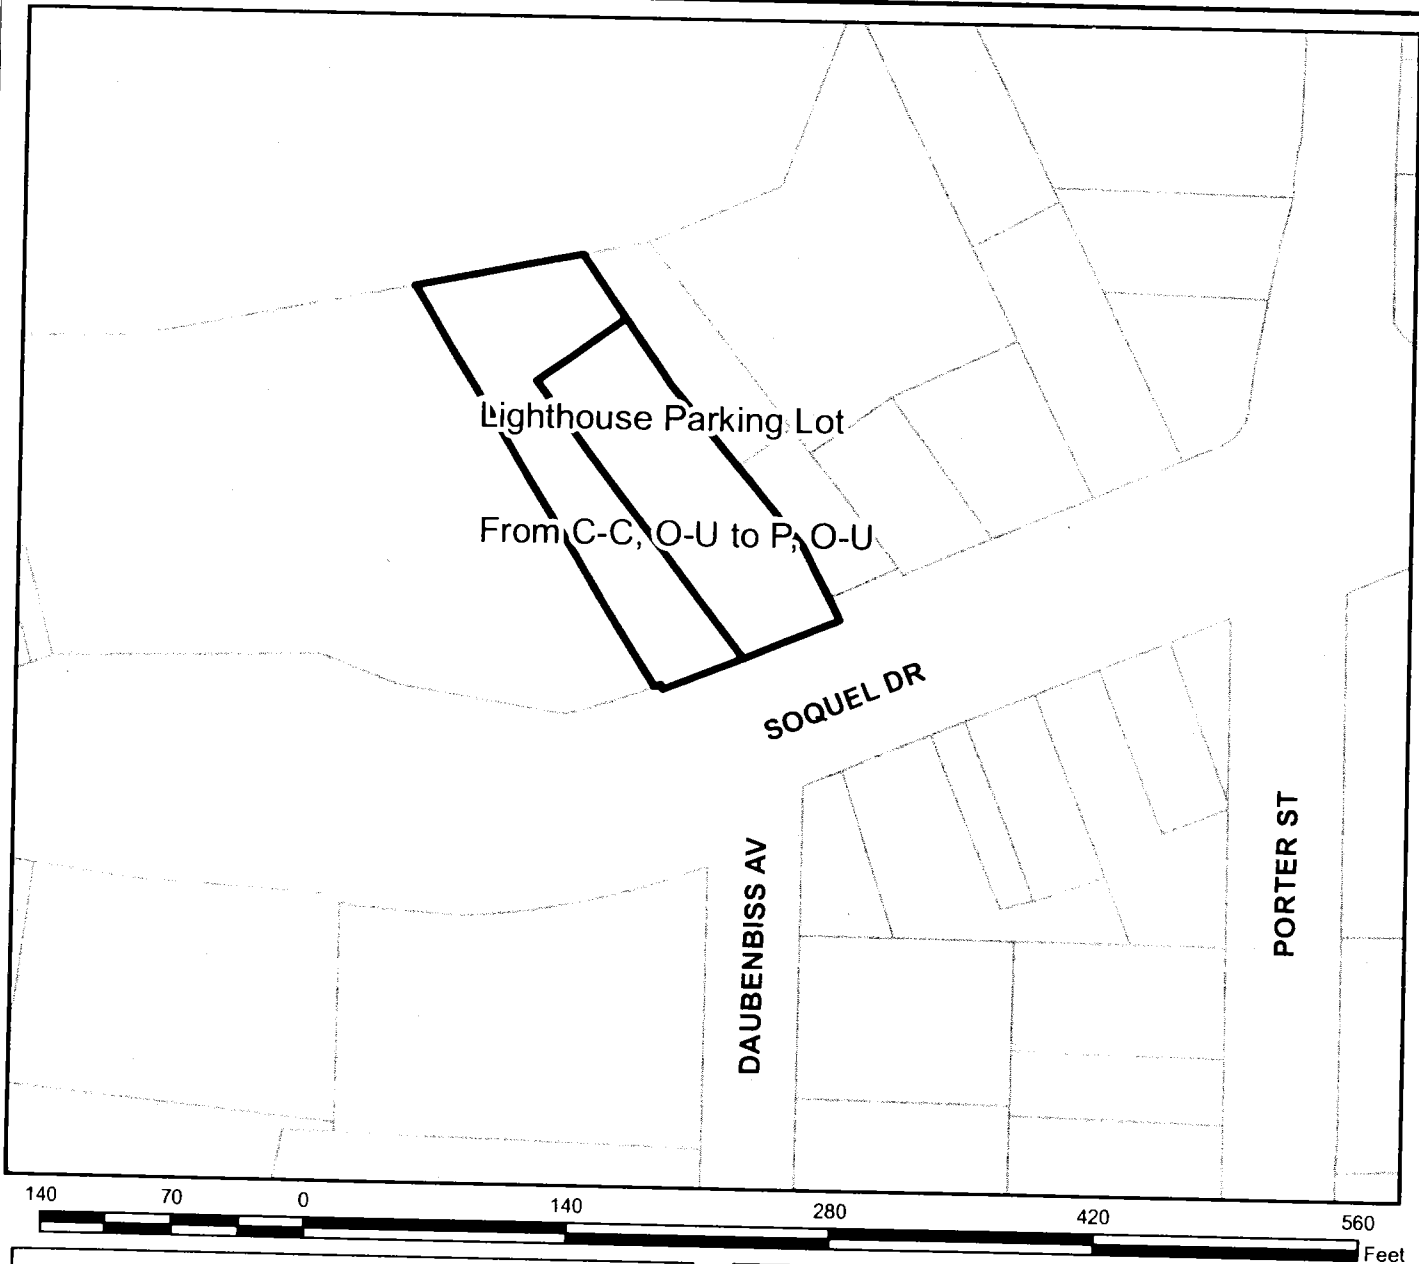 Lighthouse Parking Lot
From C-C, O-U to P, O-U
SOQUEL DR
DAUBENBISS AV
PORTER ST
140 70 0 140 280 420 560
Feet